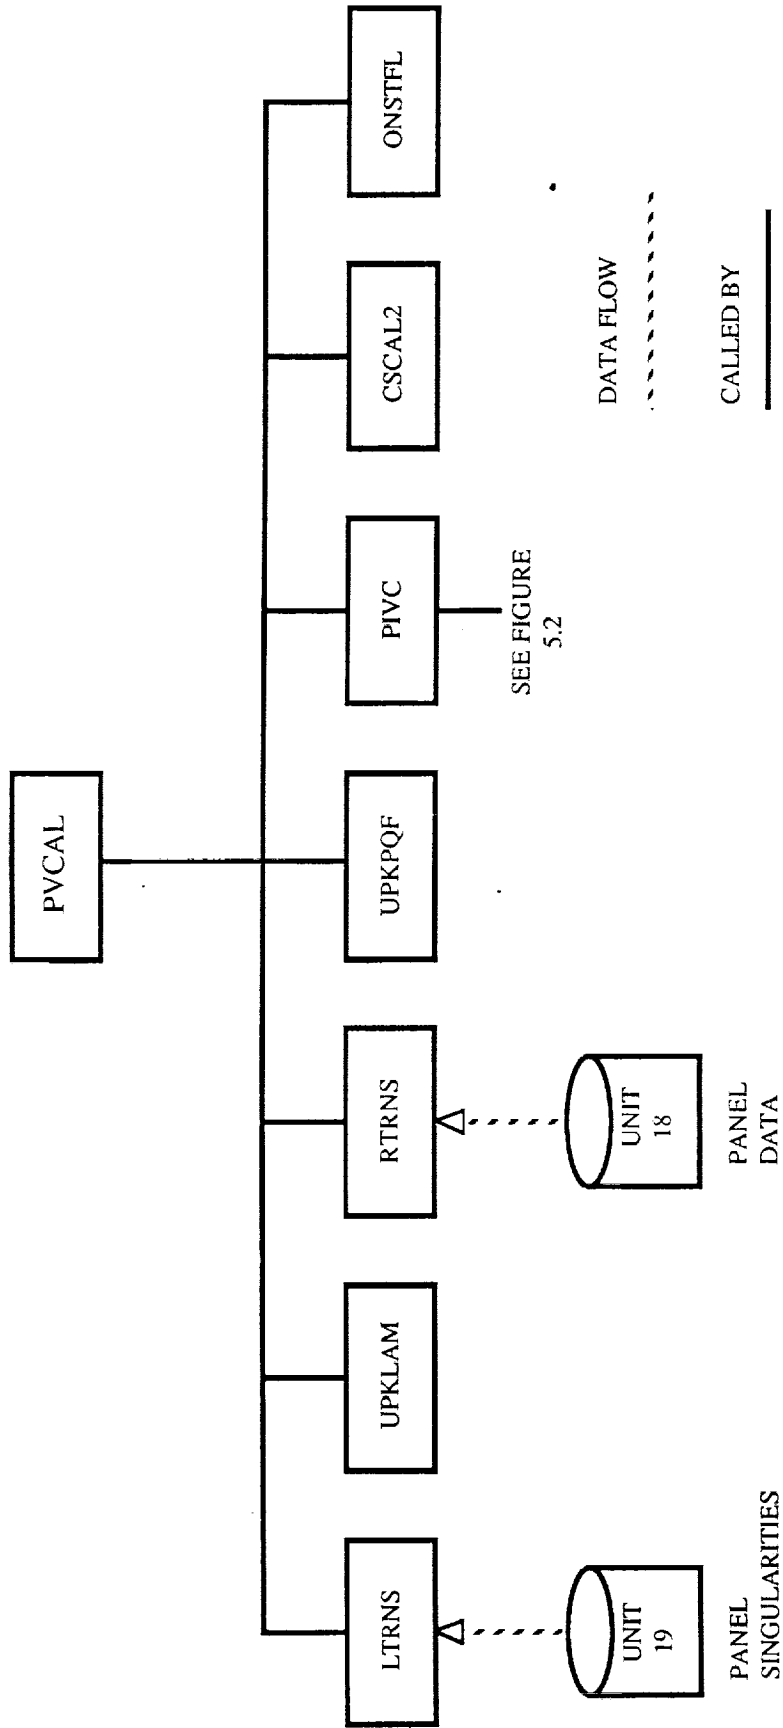 PVCAL
LTRNS
UPKLAM
RTRNS
UPKPQF
PIVC
CSCAL2
ONSTFL
SEE FIGURE
5.2
UNIT
19
PANEL
SINGULARITIES
UNIT
18
PANEL
DATA
DATA FLOW
CALLED BY